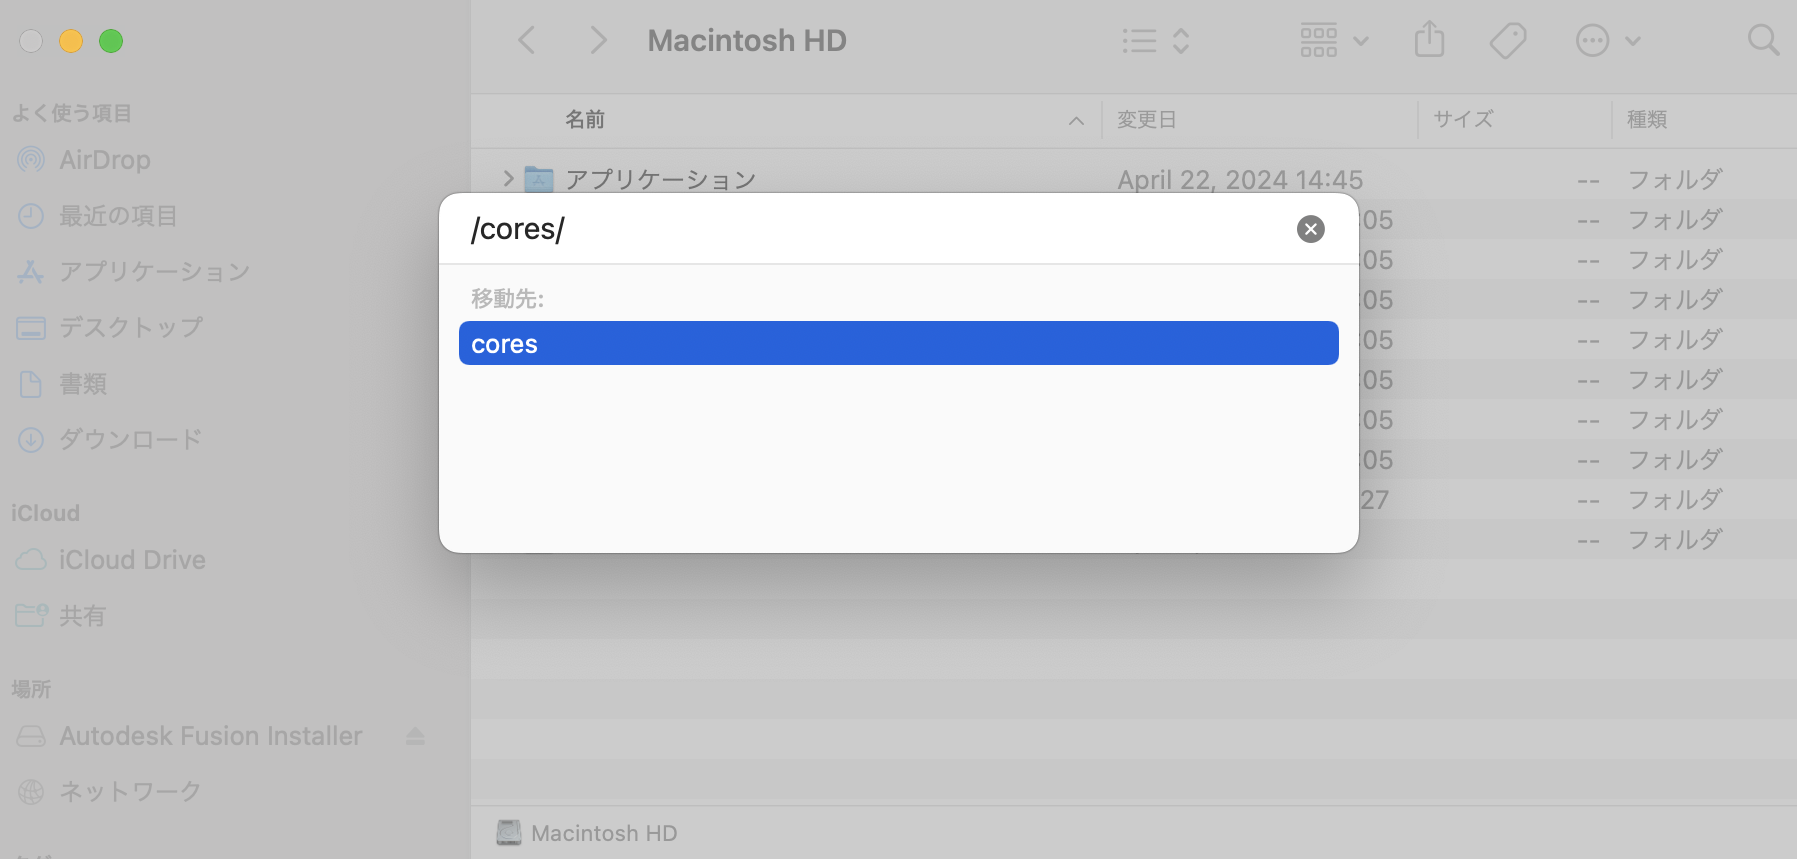 Macintosh HD
よく使う項目
AirDrop
最近の項目
アプリケーション
デスクトップ
書類
ダウンロード
iCloud
iCloud Drive
共有
場所
Autodesk Fusion Installer
ネットワーク
名前 変更日 サイズ 種類
アプリケーション April 22, 2024 14:45 -- フォルダ
/cores/
移動先:
cores
:05 -- フォルダ
:05 -- フォルダ
:05 -- フォルダ
:05 -- フォルダ
:05 -- フォルダ
:05 -- フォルダ
:05 -- フォルダ
27 -- フォルダ
-- フォルダ
Macintosh HD